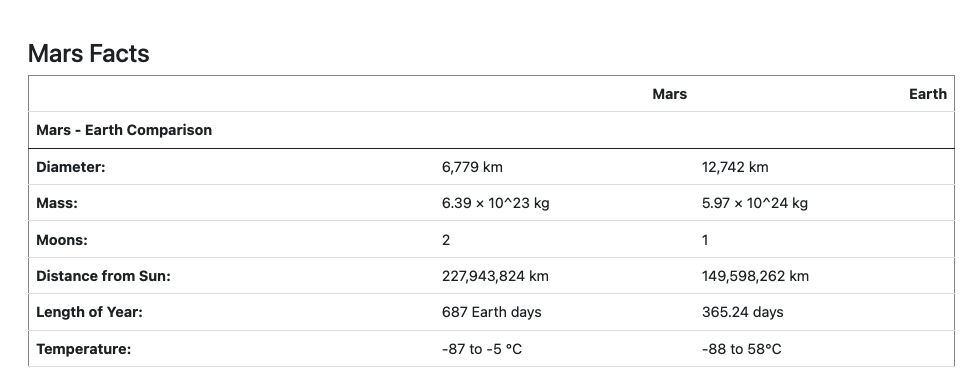 Mars Facts
Mars Earth
Mars - Earth Comparison
Diameter: 6,779 km 12,742 km
Mass: 6.39 × 10^23 kg 5.97 × 10^24 kg
Moons: 2 1
Distance from Sun: 227,943,824 km 149,598,262 km
Length of Year: 687 Earth days 365.24 days
Temperature: -87 to -5 °C -88 to 58°C